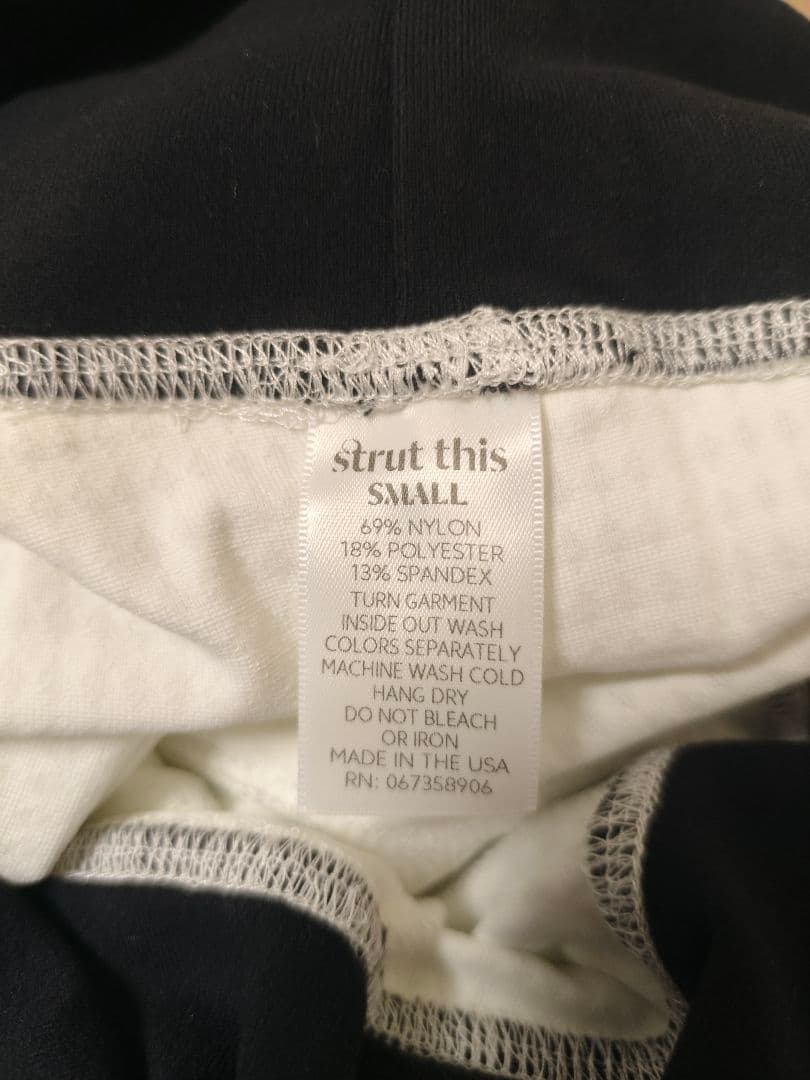 strut this
SMALL
69% NYLON
18% POLYESTER
13% SPANDEX
TURN GARMENT
INSIDE OUT WASH
COLORS SEPARATELY
MACHINE WASH COLD
HANG DRY
DO NOT BLEACH
OR IRON
MADE IN THE USA
RN: 067358906